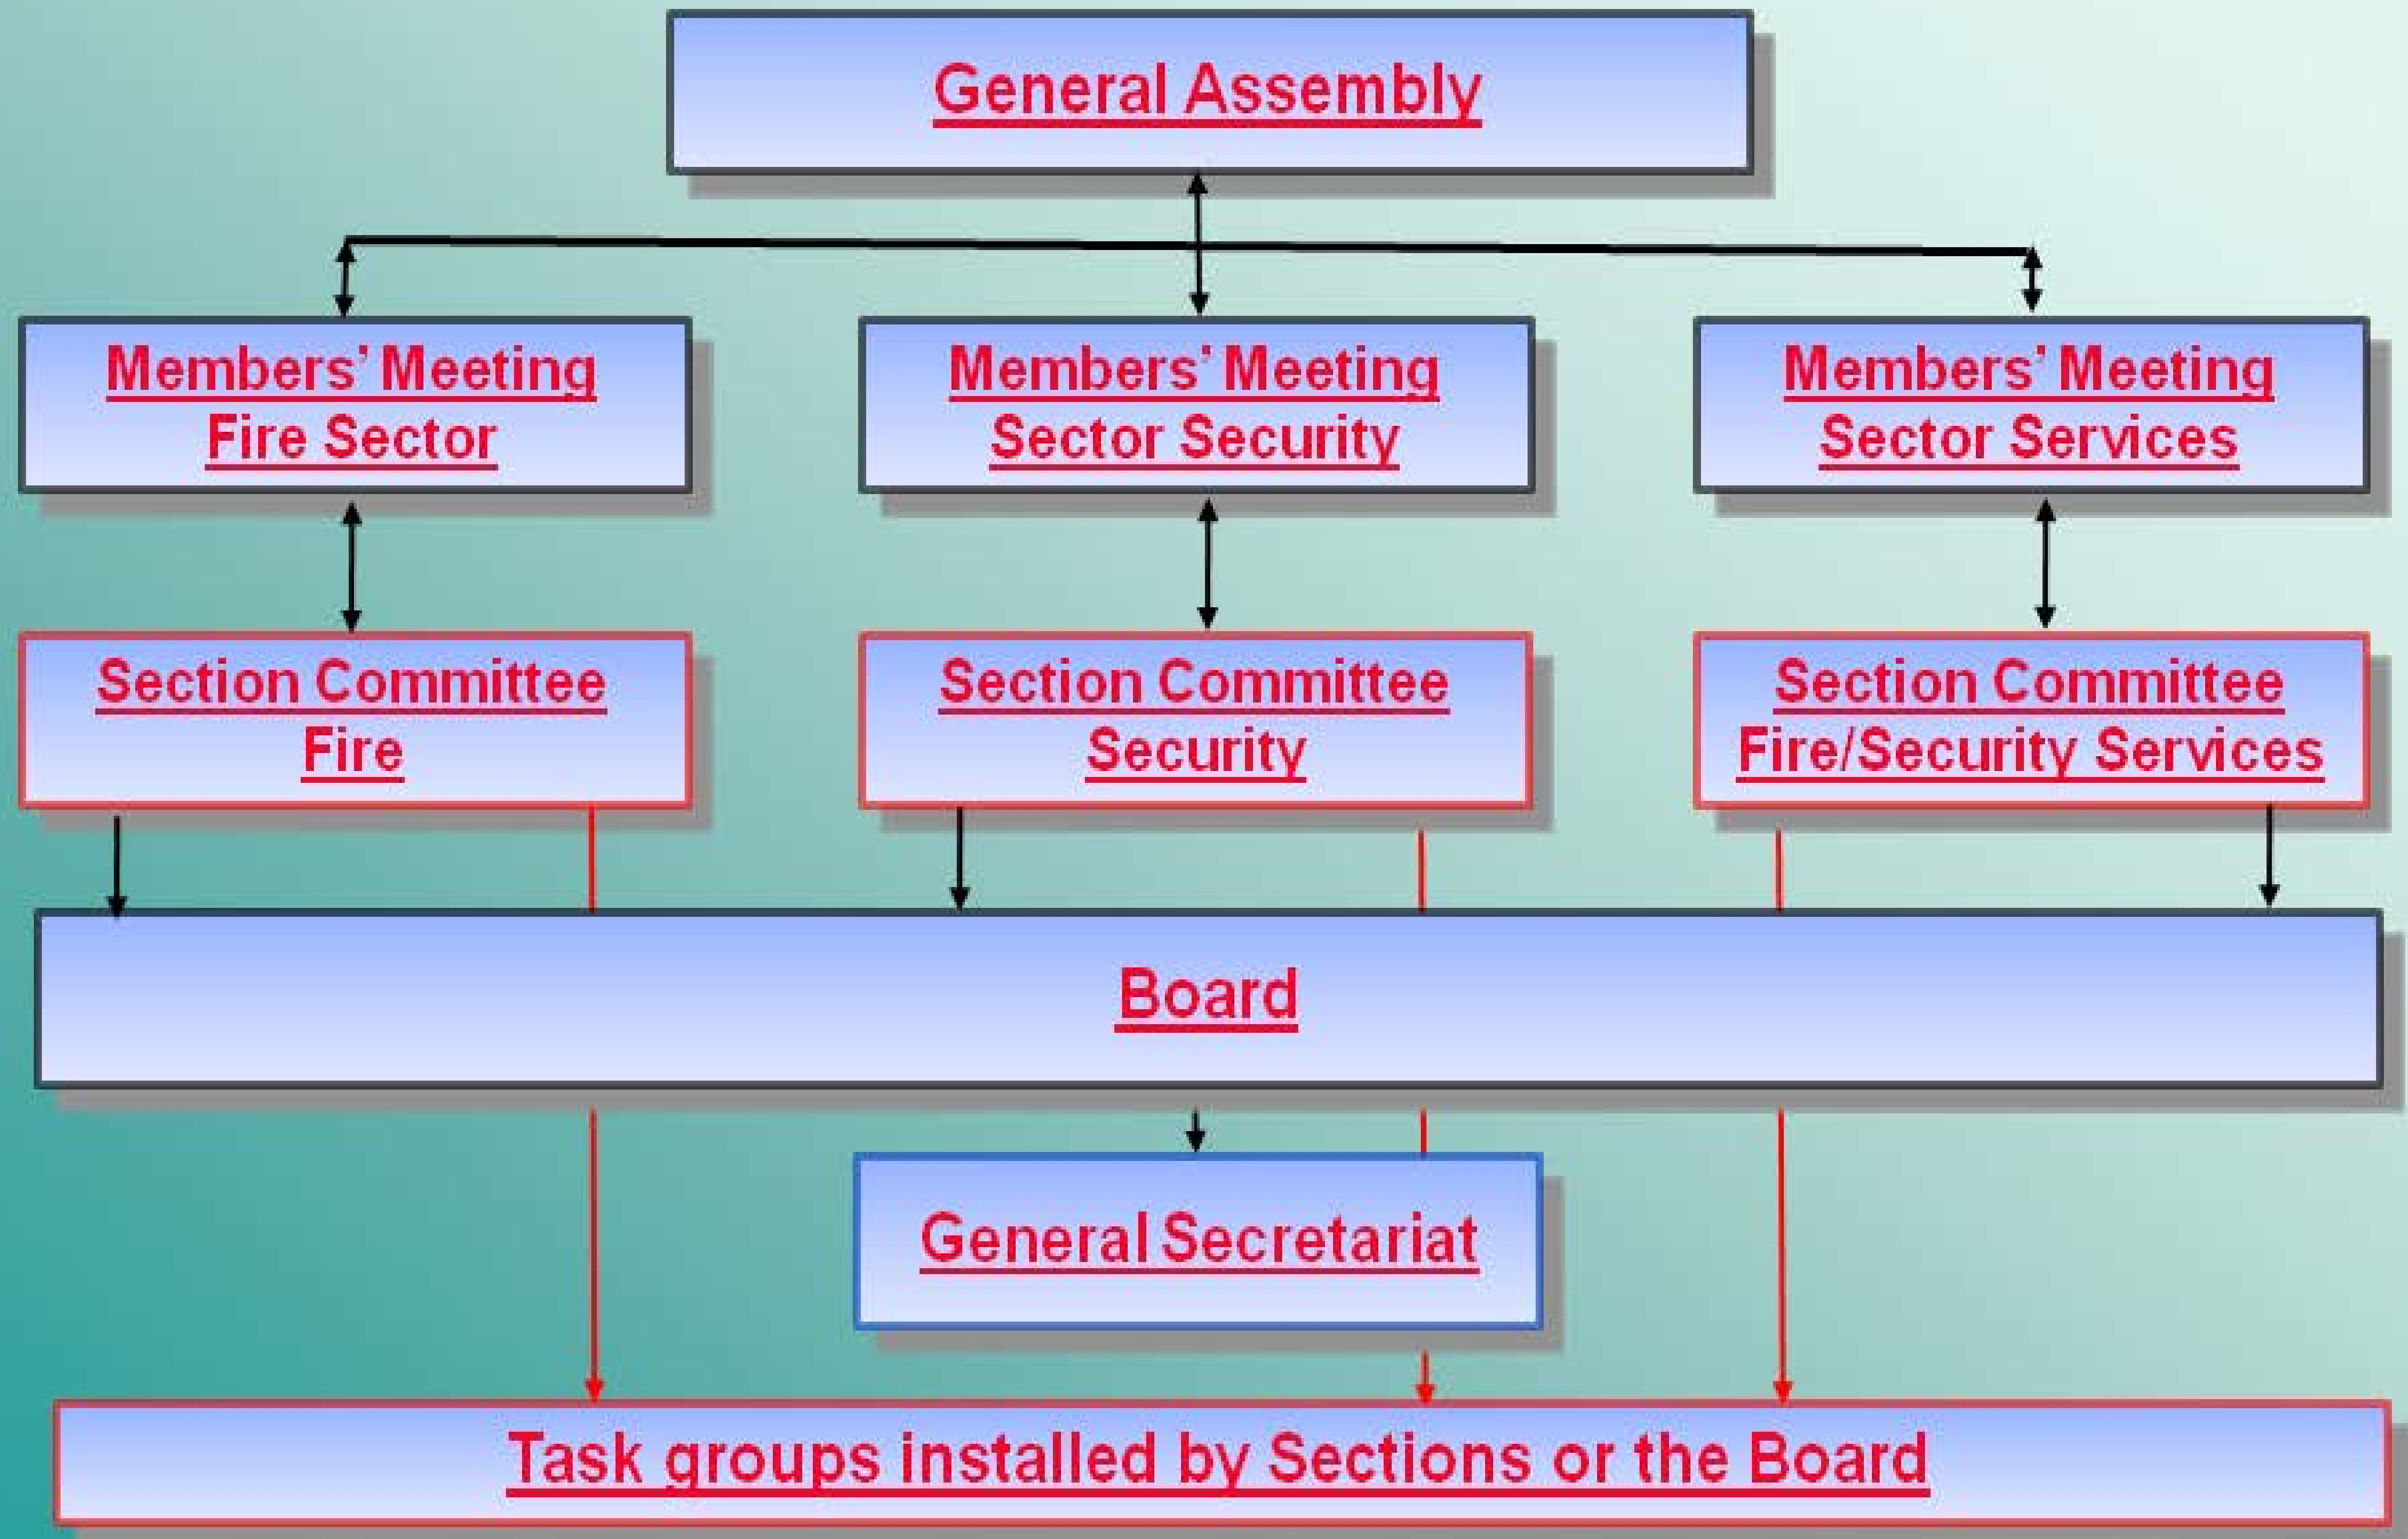 General Assembly
Members’ Meeting
Fire Sector
Members’ Meeting
Sector Security
Members’ Meeting
Sector Services
Section Committee
Fire
Section Committee
Security
Section Committee
Fire/Security Services
Board
General Secretariat
Task groups installed by Sections or the Board